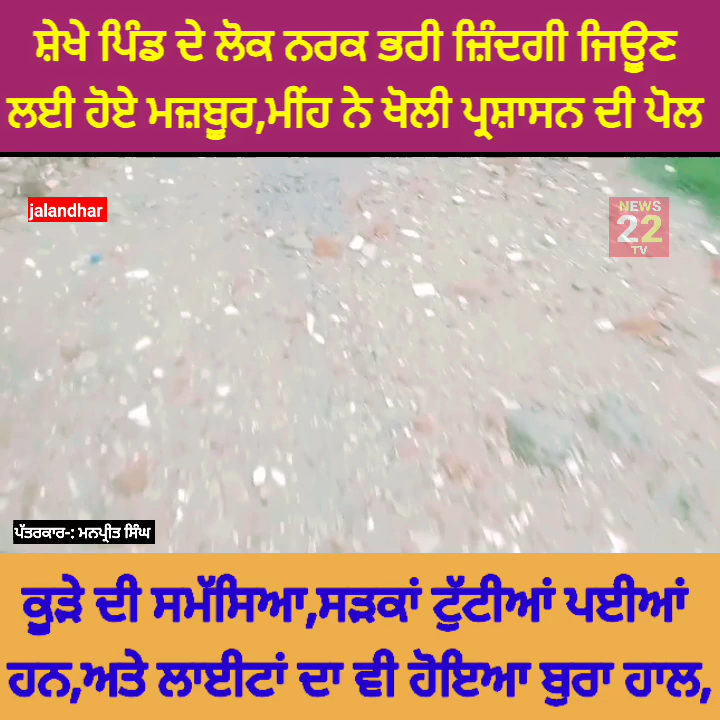 ਸ਼ੇਖੇ ਪਿੰਡ ਦੇ ਲੋਕ ਨਰਕ ਭਰੀ ਜ਼ਿੰਦਗੀ ਜਿਊਣ
ਲਈ ਹੋਏ ਮਜ਼ਬੂਰ,ਮੀਂਹ ਨੇ ਖੋਲੀ ਪ੍ਰਸ਼ਾਸਨ ਦੀ ਪੋਲ
jalandhar
NEWS
22
TV
ਪੱਤਰਕਾਰ-: ਮਨਪ੍ਰੀਤ ਸਿੰਘ
ਕੂੜੇ ਦੀ ਸਮੱਸਿਆ,ਸੜਕਾਂ ਟੁੱਟੀਆਂ ਪਈਆਂ
ਹਨ,ਅਤੇ ਲਾਈਟਾਂ ਦਾ ਵੀ ਹੋਇਆ ਬੁਰਾ ਹਾਲ,